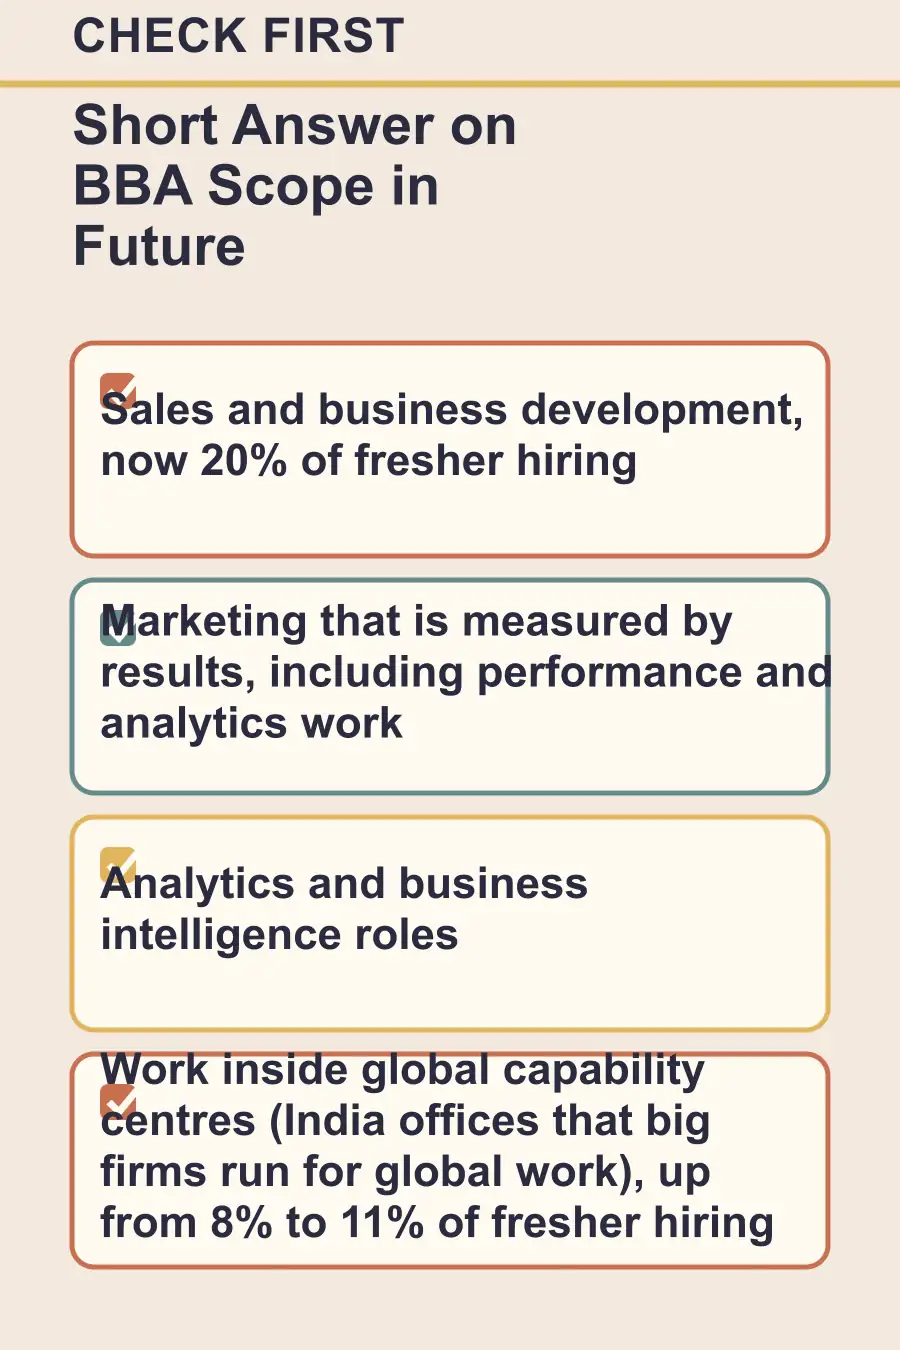 CHECK FIRST
Short Answer on
BBA Scope in
Future
Sales and business development,
now 20% of fresher hiring
Marketing that is measured by
results, including performance and
analytics work
Analytics and business
intelligence roles
Work inside global capability
centres (India offices that big
firms run for global work), up
from 8% to 11% of fresher hiring